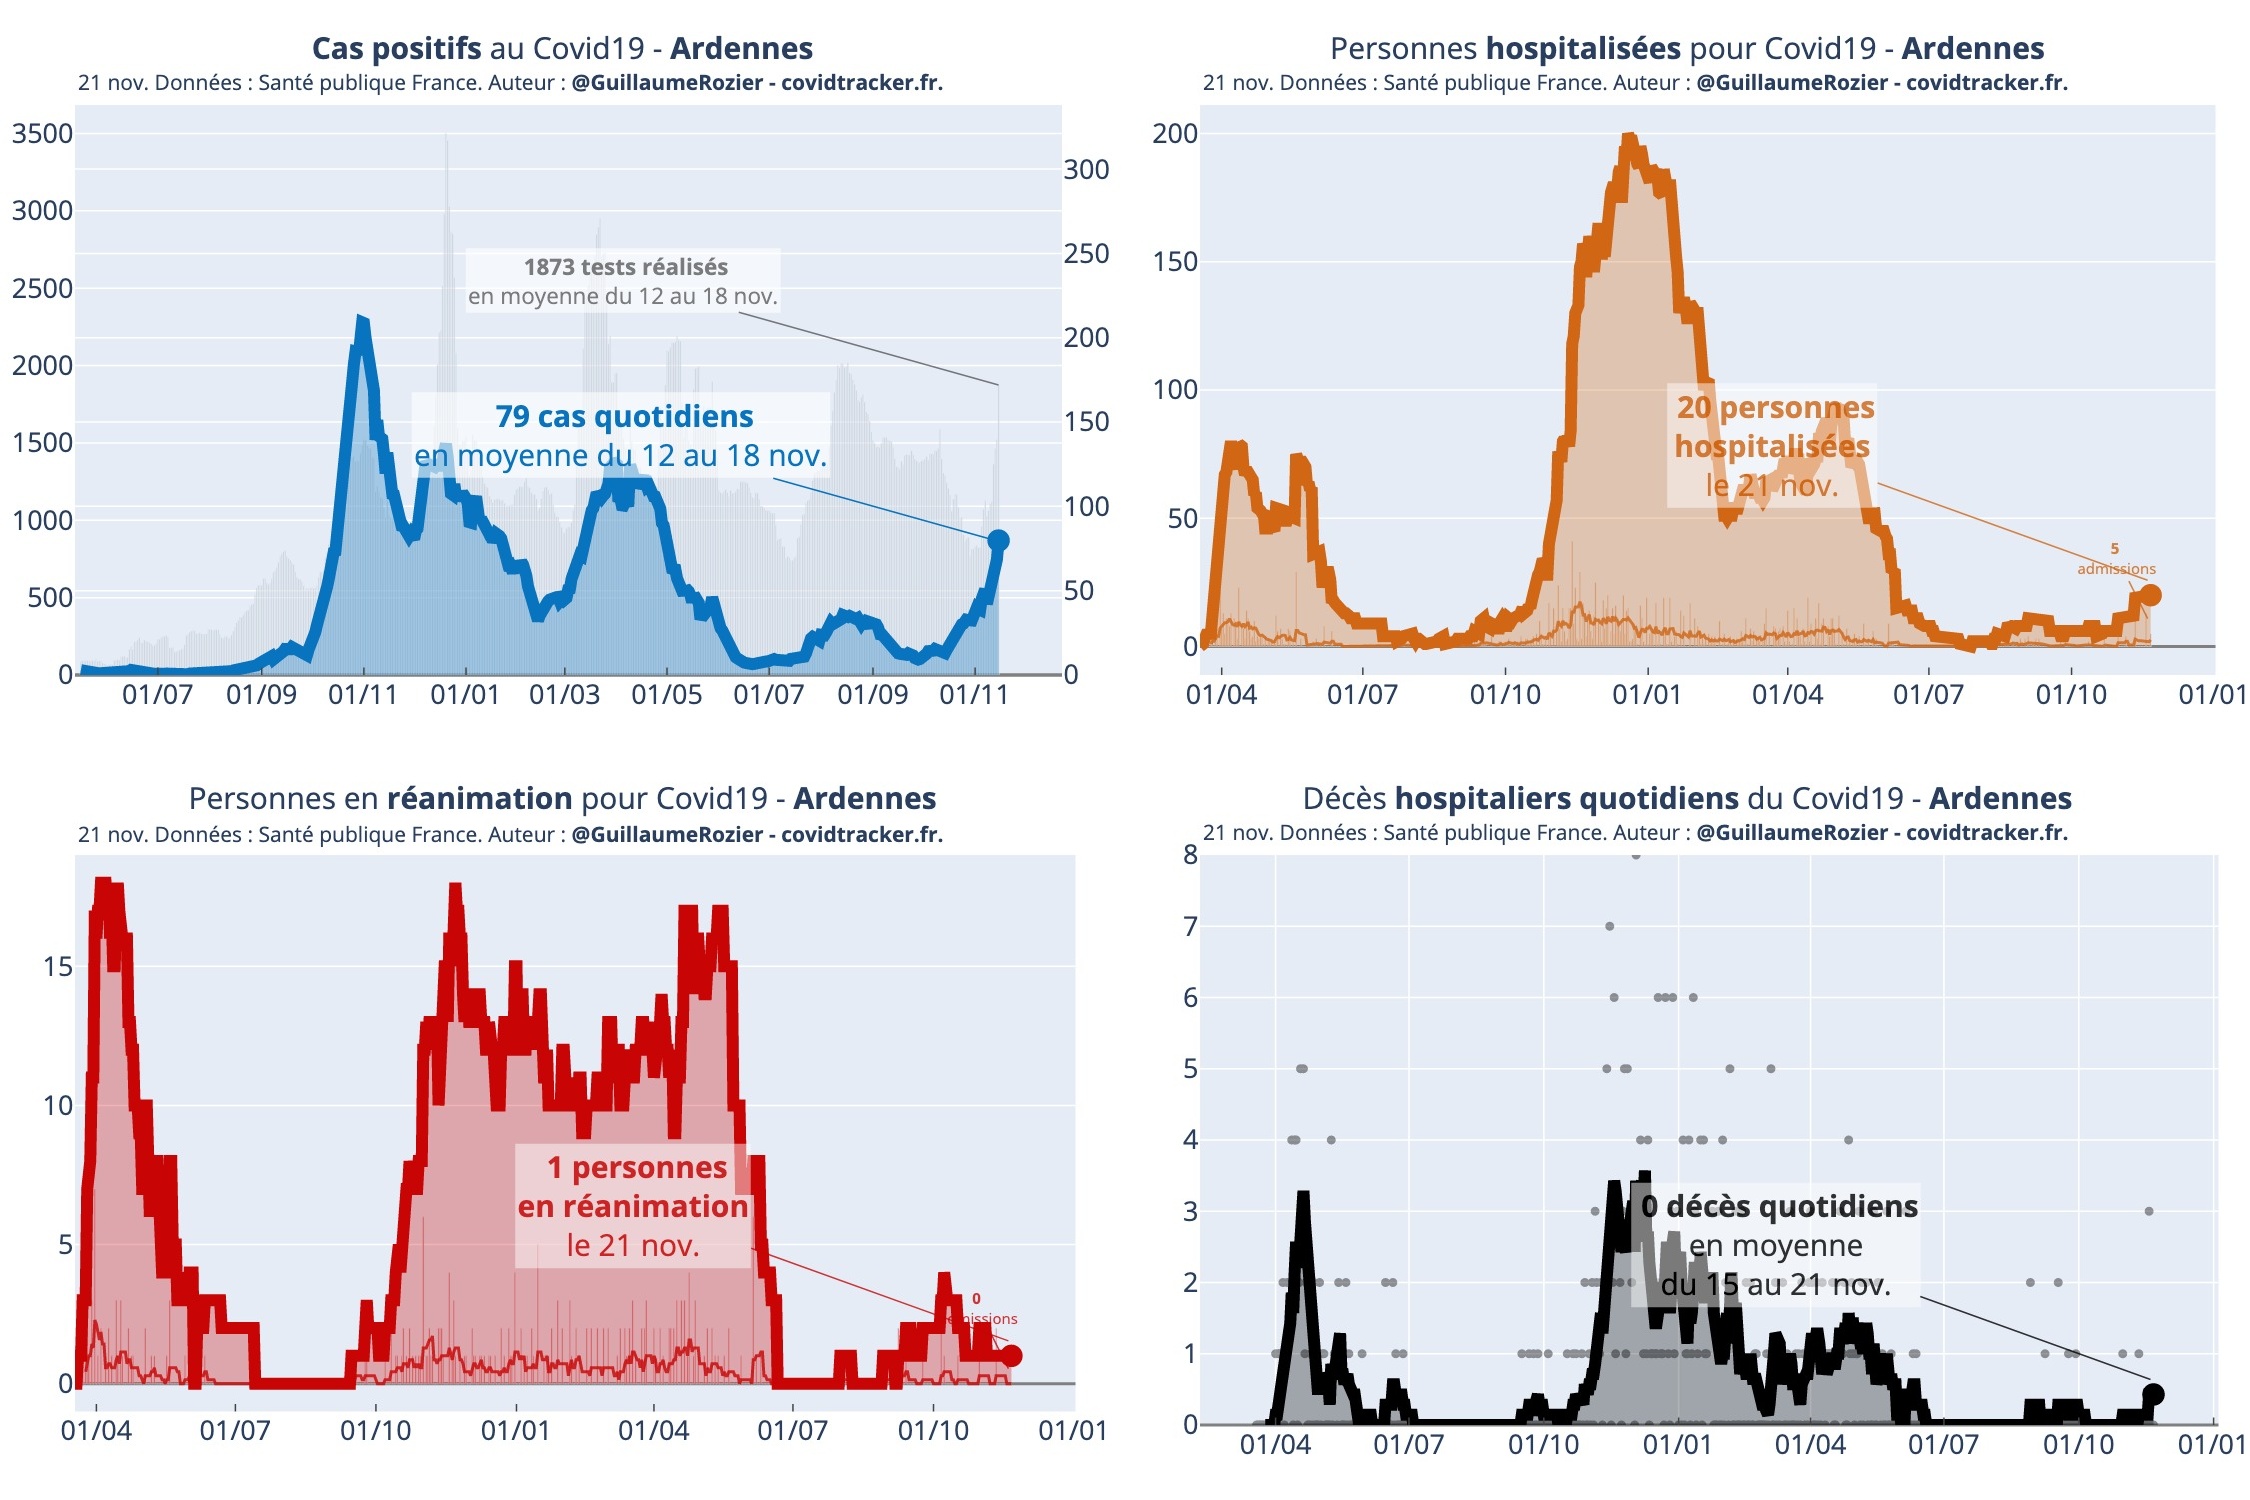 Cas positifs au Covid19 - Ardennes
21 nov. Données : Santé publique France. Auteur : @GuillaumeRozier - covidtracker.fr.
3500
3000
2500
2000
1500
1000
500
0
300
250
200
150
100
50
0
1873 tests réalisés
en moyenne du 12 au 18 nov.
79 cas quotidiens
en moyenne du 12 au 18 nov.
01/07 01/09 01/11 01/01 01/03 01/05 01/07 01/09 01/11
Personnes hospitalisées pour Covid19 - Ardennes
21 nov. Données : Santé publique France. Auteur : @GuillaumeRozier - covidtracker.fr.
200
150
100
50
0
20 personnes
hospitalisées
le 21 nov.
5
admissions
01/04 01/07 01/10 01/01 01/04 01/07 01/10 01/01
Personnes en réanimation pour Covid19 - Ardennes
21 nov. Données : Santé publique France. Auteur : @GuillaumeRozier - covidtracker.fr.
15
10
5
0
1 personnes
en réanimation
le 21 nov.
0
admissions
01/04 01/07 01/10 01/01 01/04 01/07 01/10 01/01
Décès hospitaliers quotidiens du Covid19 - Ardennes
21 nov. Données : Santé publique France. Auteur : @GuillaumeRozier - covidtracker.fr.
8
7
6
5
4
3
2
1
0
0 décès quotidiens
en moyenne
du 15 au 21 nov.
01/04 01/07 01/10 01/01 01/04 01/07 01/10 01/01